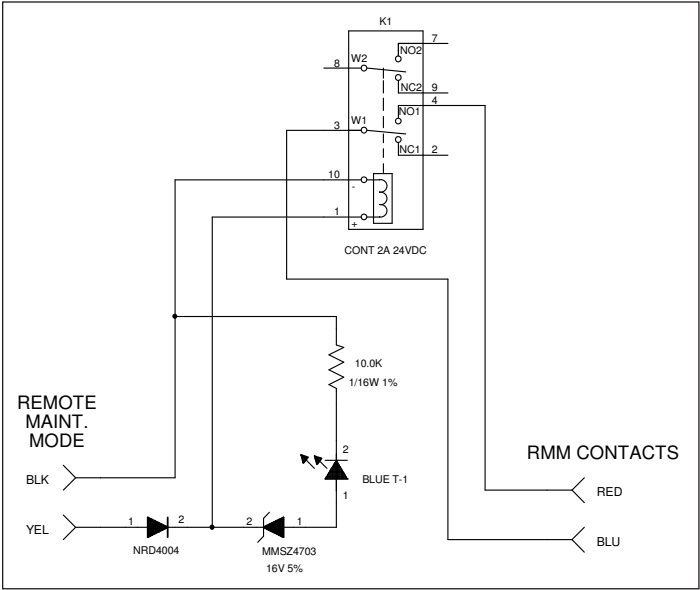 K1
7
NO2
W2
8
NC2
9
4
NO1
W1
3
NC1
2
10
-
1
+
CONT 2A 24VDC
10.0K
1/16W 1%
REMOTE
MAINT.
MODE
2
BLUE T-1
1
RMM CONTACTS
BLK
RED
YEL
1
2
NRD4004
2
1
MMSZ4703
16V 5%
BLU